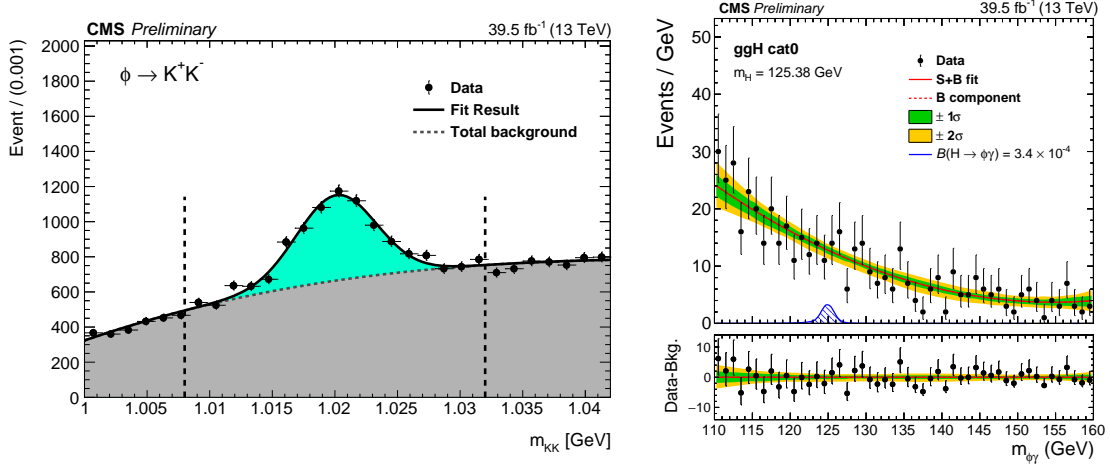 CMS Preliminary 39.5 fb⁻¹ (13 TeV)
Event / (0.001)
2000
1800
1600
1400
1200
1000
800
600
400
200
0
ϕ → K⁺K⁻
Data
Fit Result
Total background
1 1.005 1.01 1.015 1.02 1.025 1.03 1.035 1.04
m_KK [GeV]
CMS Preliminary 39.5 fb⁻¹ (13 TeV)
Events / GeV
50
40
30
20
10
0
ggH cat0
m_H = 125.38 GeV
Data
S+B fit
B component
± 1σ
± 2σ
B(H → ϕγ) = 3.4 × 10⁻⁴
Data-Bkg.
10
0
−10
110 115 120 125 130 135 140 145 150 155 160
m_ϕγ (GeV)